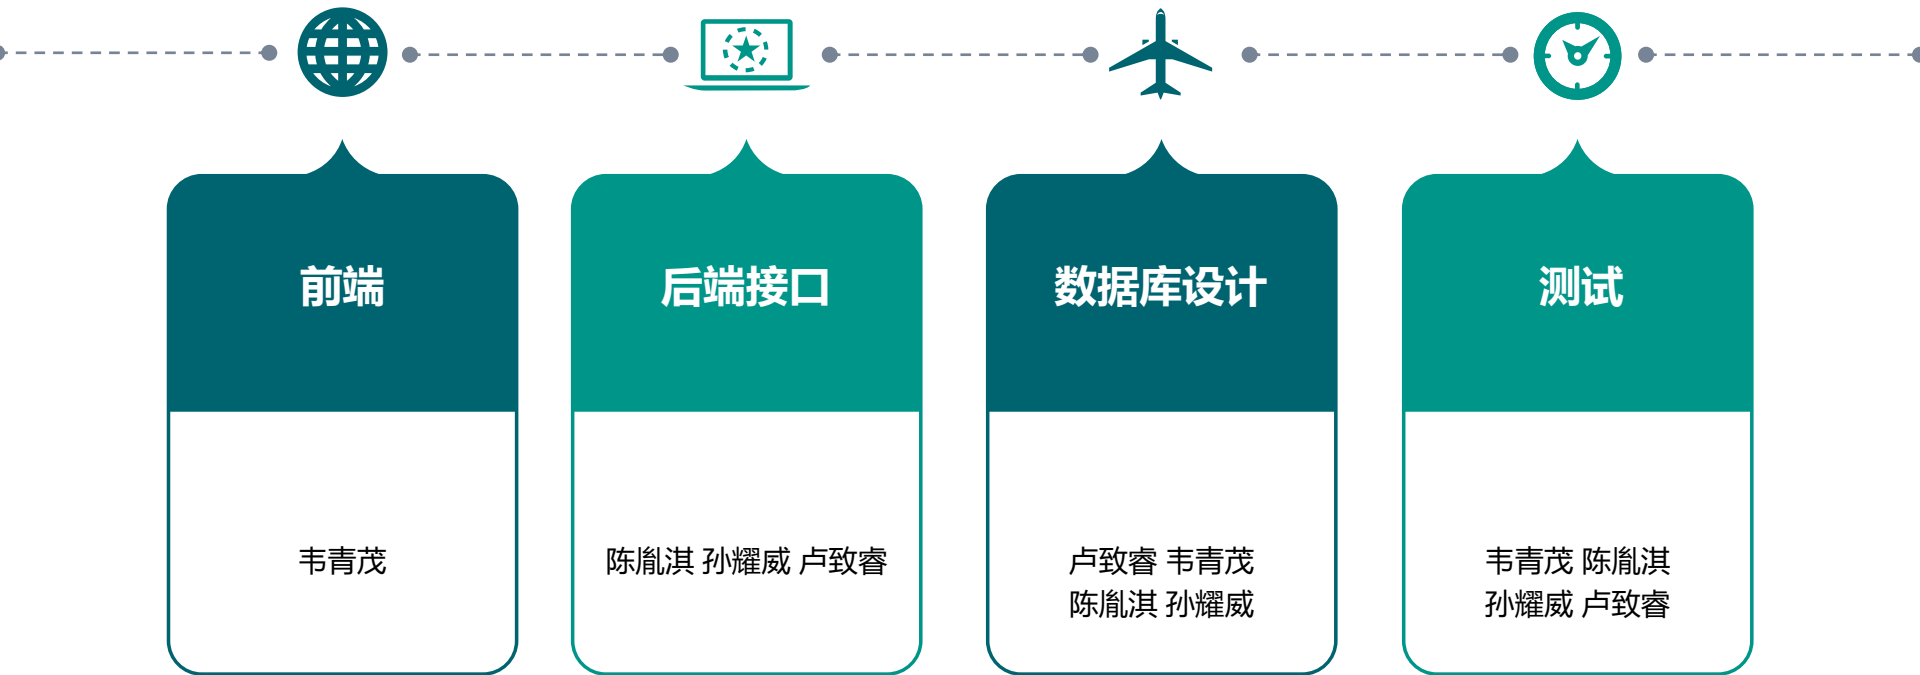 前端
后端接口
数据库设计
测试
韦青茂
陈胤淇 孙耀威 卢致睿
卢致睿 韦青茂
陈胤淇 孙耀威
韦青茂 陈胤淇
孙耀威 卢致睿